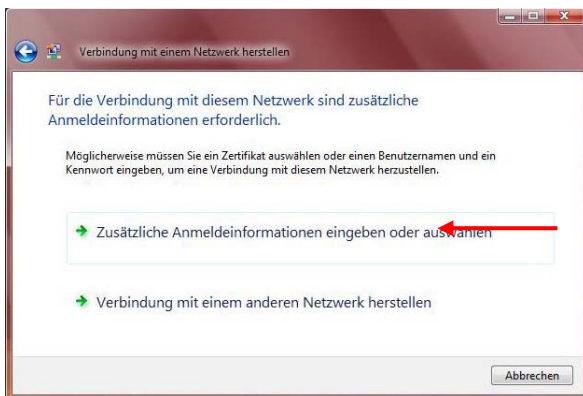 Verbindung mit einem Netzwerk herstellen
Für die Verbindung mit diesem Netzwerk sind zusätzliche
Anmeldeinformationen erforderlich.
Möglicherweise müssen Sie ein Zertifikat auswählen oder einen Benutzernamen und ein
Kennwort eingeben, um eine Verbindung mit diesem Netzwerk herzustellen.
Zusätzliche Anmeldeinformationen eingeben oder auswählen
Verbindung mit einem anderen Netzwerk herstellen
Abbrechen